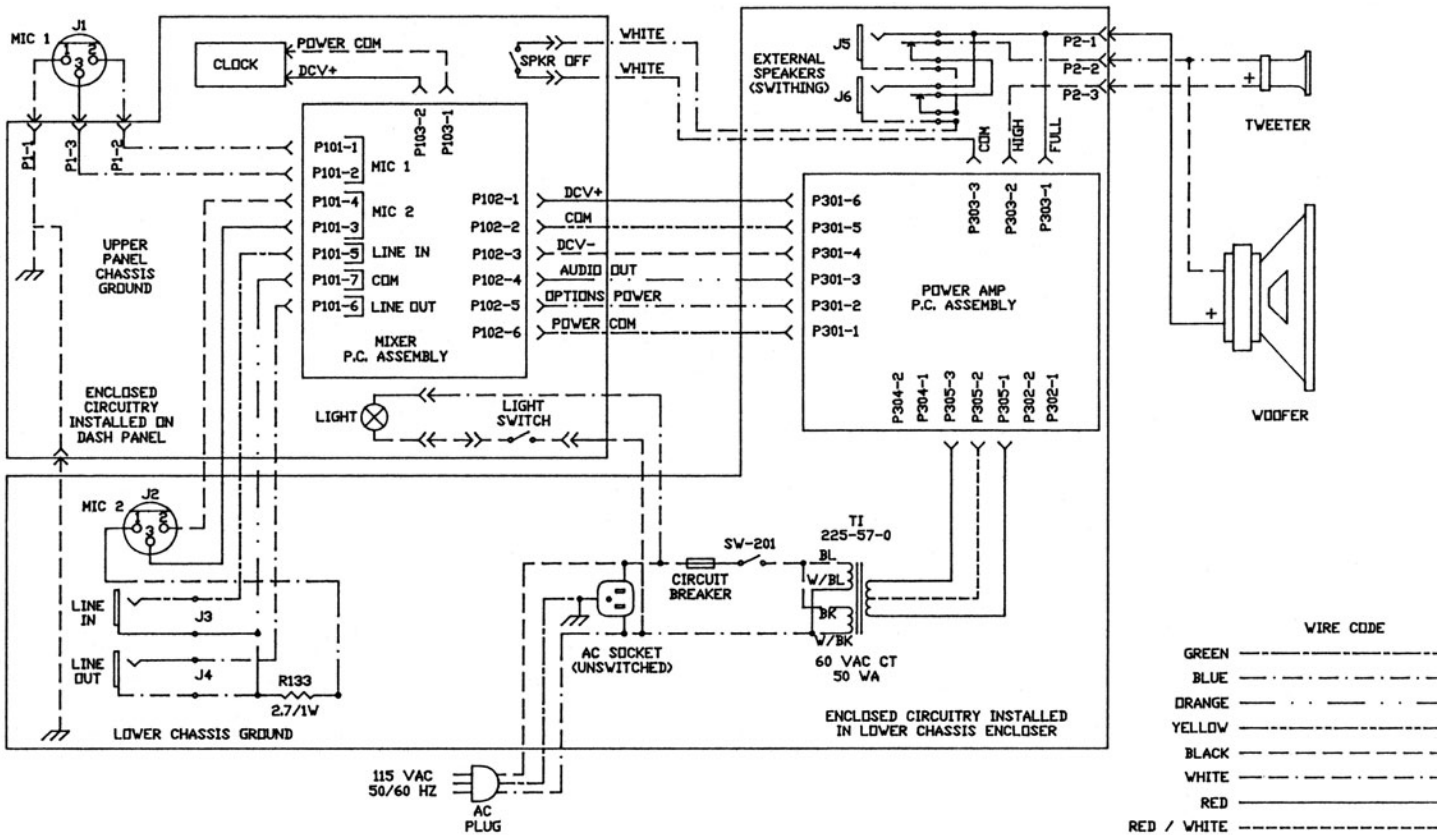 J1
MIC 1
1
2
3
CLOCK
POWER COM
DCV+
SPKR OFF
WHITE
WHITE
EXTERNAL
SPEAKERS
(SWITHING)
J5
J6
P2-1
P2-2
P2-3
+
TWEETER
P1-1
P1-3
P1-2
P103-2
P103-1
COM
HIGH
FULL
P101-1
P101-2
MIC 1
P101-4
P101-3
MIC 2
P101-5
LINE IN
P101-7
COM
P101-6
LINE OUT
P102-1
P102-2
P102-3
P102-4
P102-5
P102-6
DCV+
COM
DCV-
AUDIO OUT
OPTIONS POWER
POWER COM
P301-6
P301-5
P301-4
P301-3
P301-2
P301-1
P303-3
P303-2
P303-1
UPPER
PANEL
CHASSIS
GROUND
MIXER
P.C. ASSEMBLY
POWER AMP
P.C. ASSEMBLY
+
WOOFER
P304-2
P304-1
P305-3
P305-2
P305-1
P302-2
P302-1
ENCLOSED
CIRCUITRY
INSTALLED ON
DASH PANEL
LIGHT
LIGHT
SWITCH
J2
MIC 2
1
2
3
LINE
IN
J3
LINE
OUT
J4
R133
2.7/1W
LOWER CHASSIS GROUND
CIRCUIT
BREAKER
SW-201
TI
225-57-0
BL
W/BL
BK
W/BK
60 VAC CT
50 WA
AC SOCKET
(UNSWITCHED)
ENCLOSED CIRCUITRY INSTALLED
IN LOWER CHASSIS ENCLOSER
115 VAC
50/60 HZ
AC
PLUG
WIRE CODE
GREEN
BLUE
ORANGE
YELLOW
BLACK
WHITE
RED
RED / WHITE